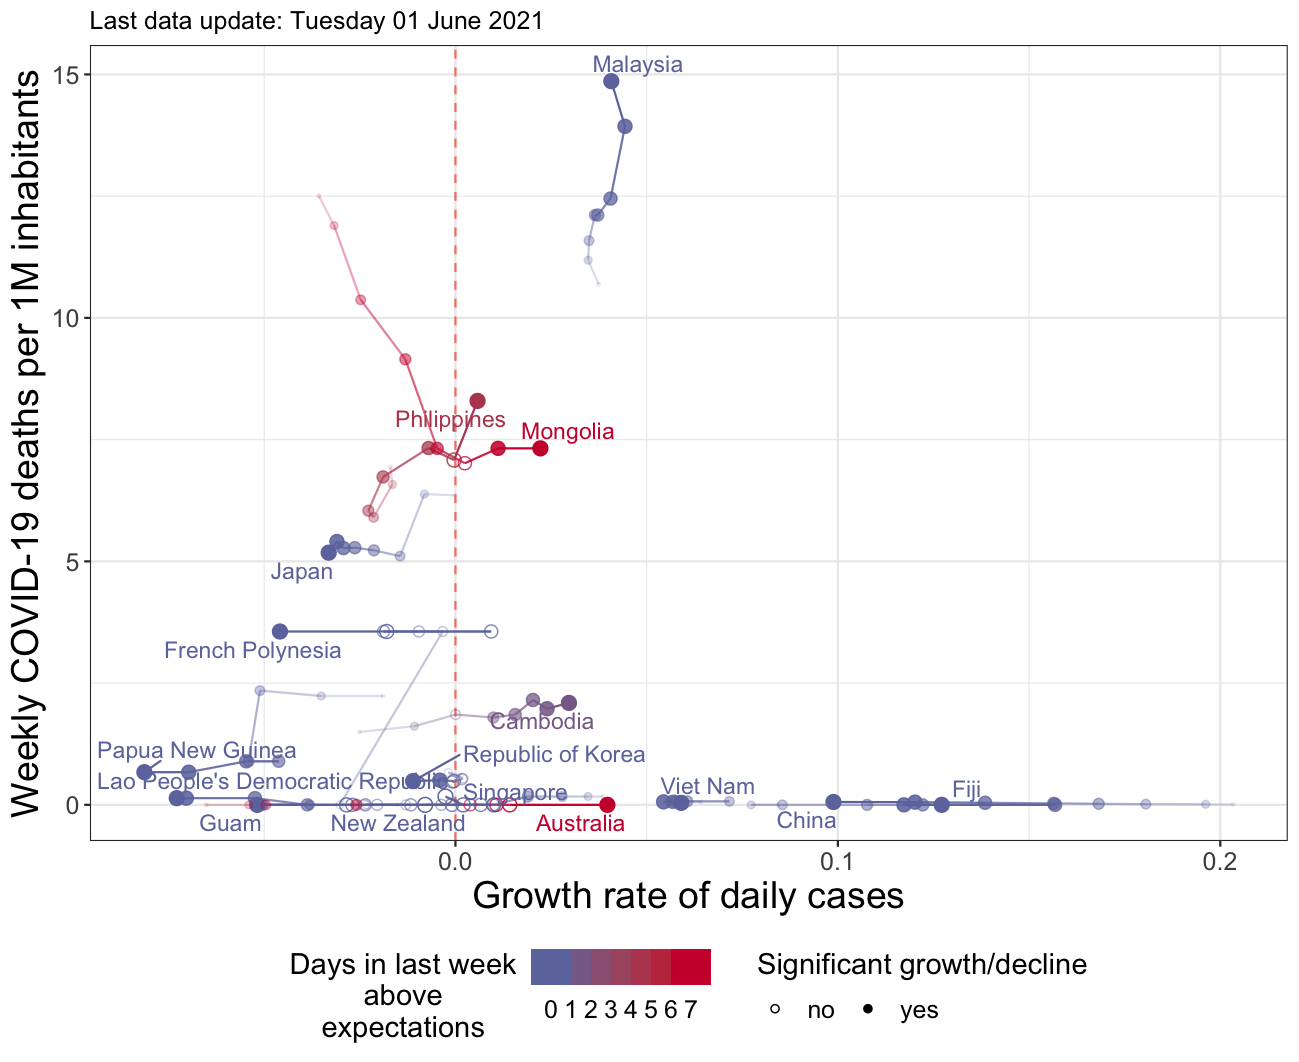 Last data update: Tuesday 01 June 2021
Weekly COVID-19 deaths per 1M inhabitants
15
10
5
0
Malaysia
Philippines
Mongolia
Japan
French Polynesia
Cambodia
Papua New Guinea
Republic of Korea
Lao People's Democratic Republic
Singapore
Viet Nam
Fiji
Guam
New Zealand
Australia
China
0.0
0.1
0.2
Growth rate of daily cases
Days in last week
above
expectations
0 1 2 3 4 5 6 7
Significant growth/decline
no
yes